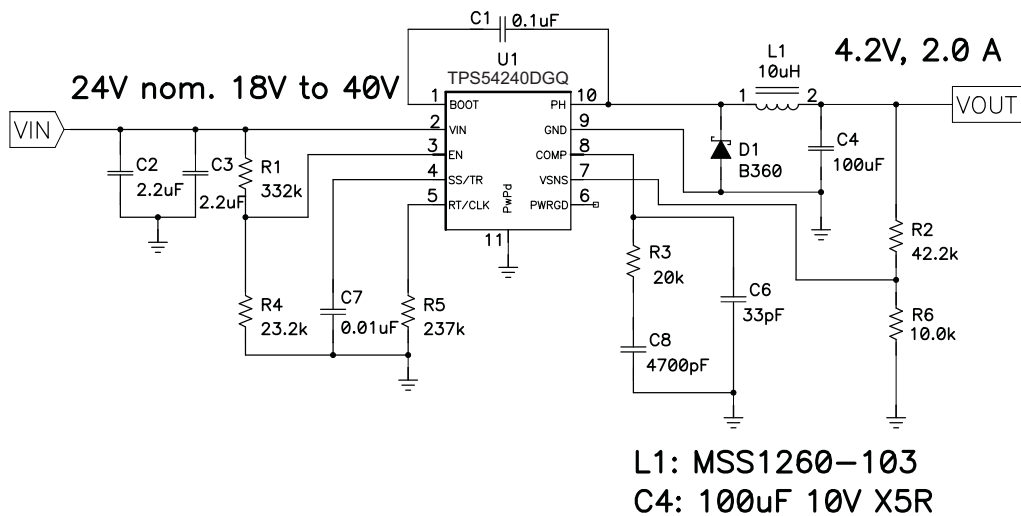 C1
0.1uF
U1
TPS54240DGQ
24V nom. 18V to 40V
L1
10uH
4.2V, 2.0 A
VIN
1
BOOT
PH
10
1
2
VOUT
2
VIN
GND
9
3
EN
COMP
8
4
SS/TR
VSNS
7
5
RT/CLK
PwPd
PWRGD
6
11
C2
2.2uF
C3
2.2uF
R1
332k
D1
B360
C4
100uF
R2
42.2k
R3
20k
C6
33pF
R4
23.2k
C7
0.01uF
R5
237k
R6
10.0k
C8
4700pF
L1: MSS1260-103
C4: 100uF 10V X5R